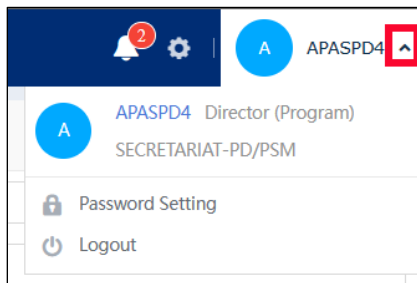 2
A APASPD4
A APASPD4 Director (Program)
SECRETARIAT-PD/PSM
Password Setting
Logout